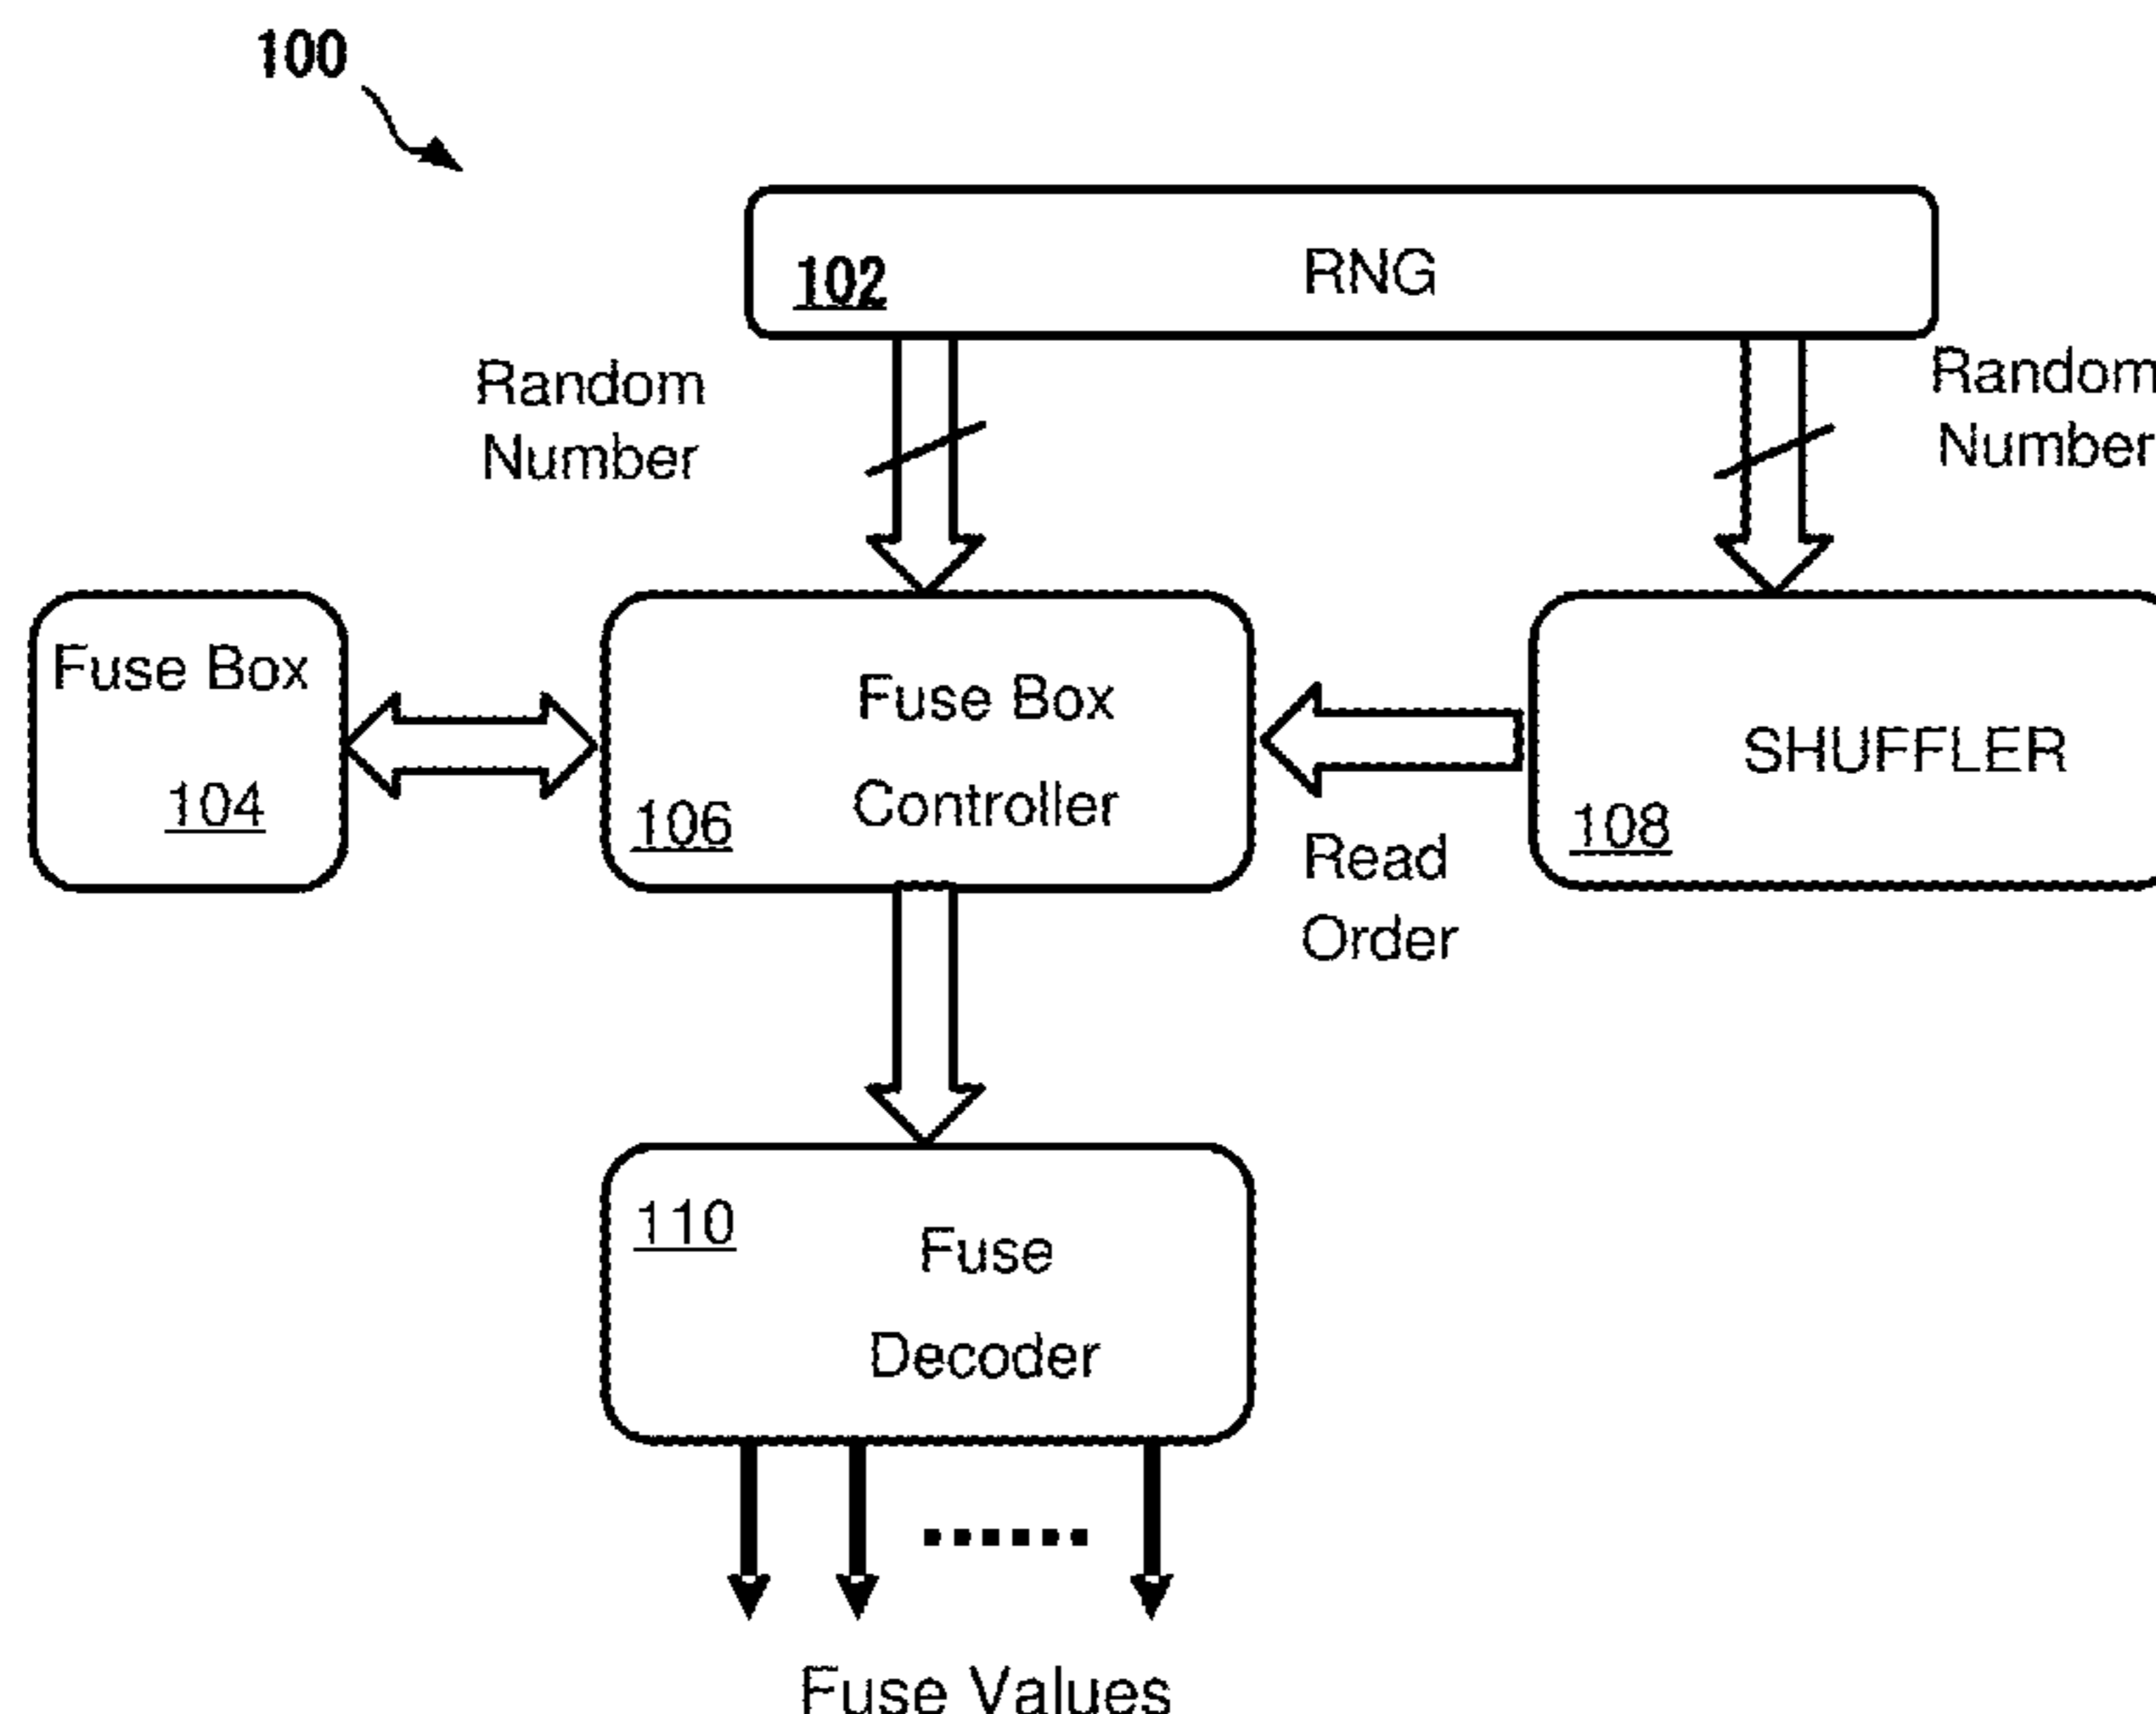 100
102
RNG
Random
Number
Random
Number
Fuse Box
104
Fuse Box
Controller
106
SHUFFLER
108
Read
Order
110
Fuse
Decoder
Fuse Values